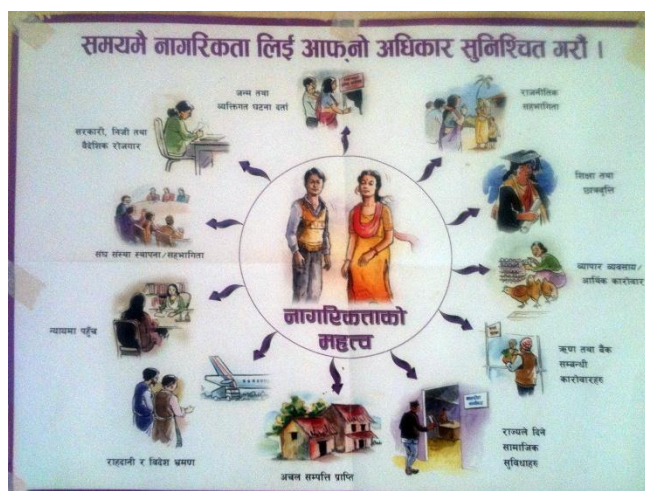 समयमै नागरिकता लिई आफ्नो अधिकार सुनिश्चित गरौं ।
जन्म तथा
व्यक्तिगत घटना दर्ता
राजनीतिक
सहभागिता
सरकारी, निजी तथा
वैदेशिक रोजगार
शिक्षा तथा
छात्रवृत्ति
संघ संस्था स्थापना/सहभागिता
व्यापार व्यवसाय/
आर्थिक कारोबार
न्यायमा पहुँच
नागरिकताको
महत्व
ऋण तथा बैंक
सम्बन्धी
कारोबारहरु
राहदानी र विदेश भ्रमण
अचल सम्पत्ति प्राप्ति
राज्यले दिने
सामाजिक
सुविधाहरु